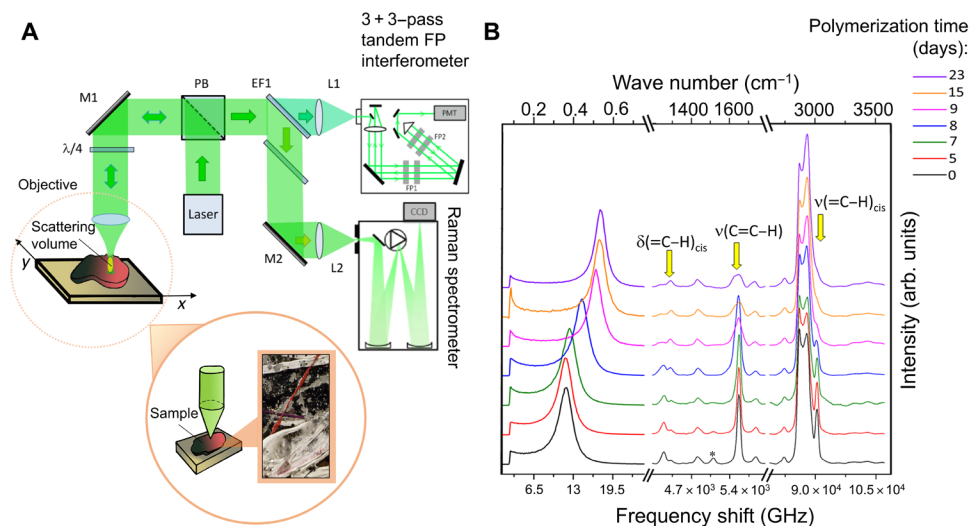 A
3 + 3–pass
tandem FP
interferometer
M1
PB
EF1
L1
PMT
FP2
FP1
λ/4
Objective
Laser
Scattering
volume
y
x
M2
L2
CCD
Raman spectrometer
Sample
B
Polymerization time
(days):
23
15
9
8
7
5
0
Wave number (cm⁻¹)
0.2 0.4 0.6 1400 1600 3000 3500
δ(=C–H)cis
ν(C=C–H)
ν(=C–H)cis
*
Intensity (arb. units)
6.5 13 19.5 4.7 × 10³ 5.4 × 10³ 9.0 × 10⁴ 10.5 × 10⁴
Frequency shift (GHz)